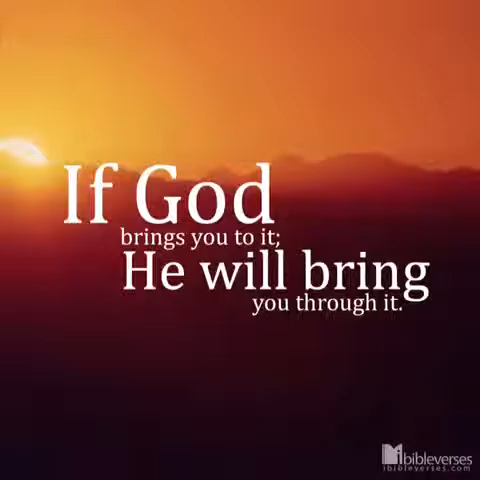 If God
brings you to it;
He will bring
you through it.
ibibleverses
ibibleverses.com